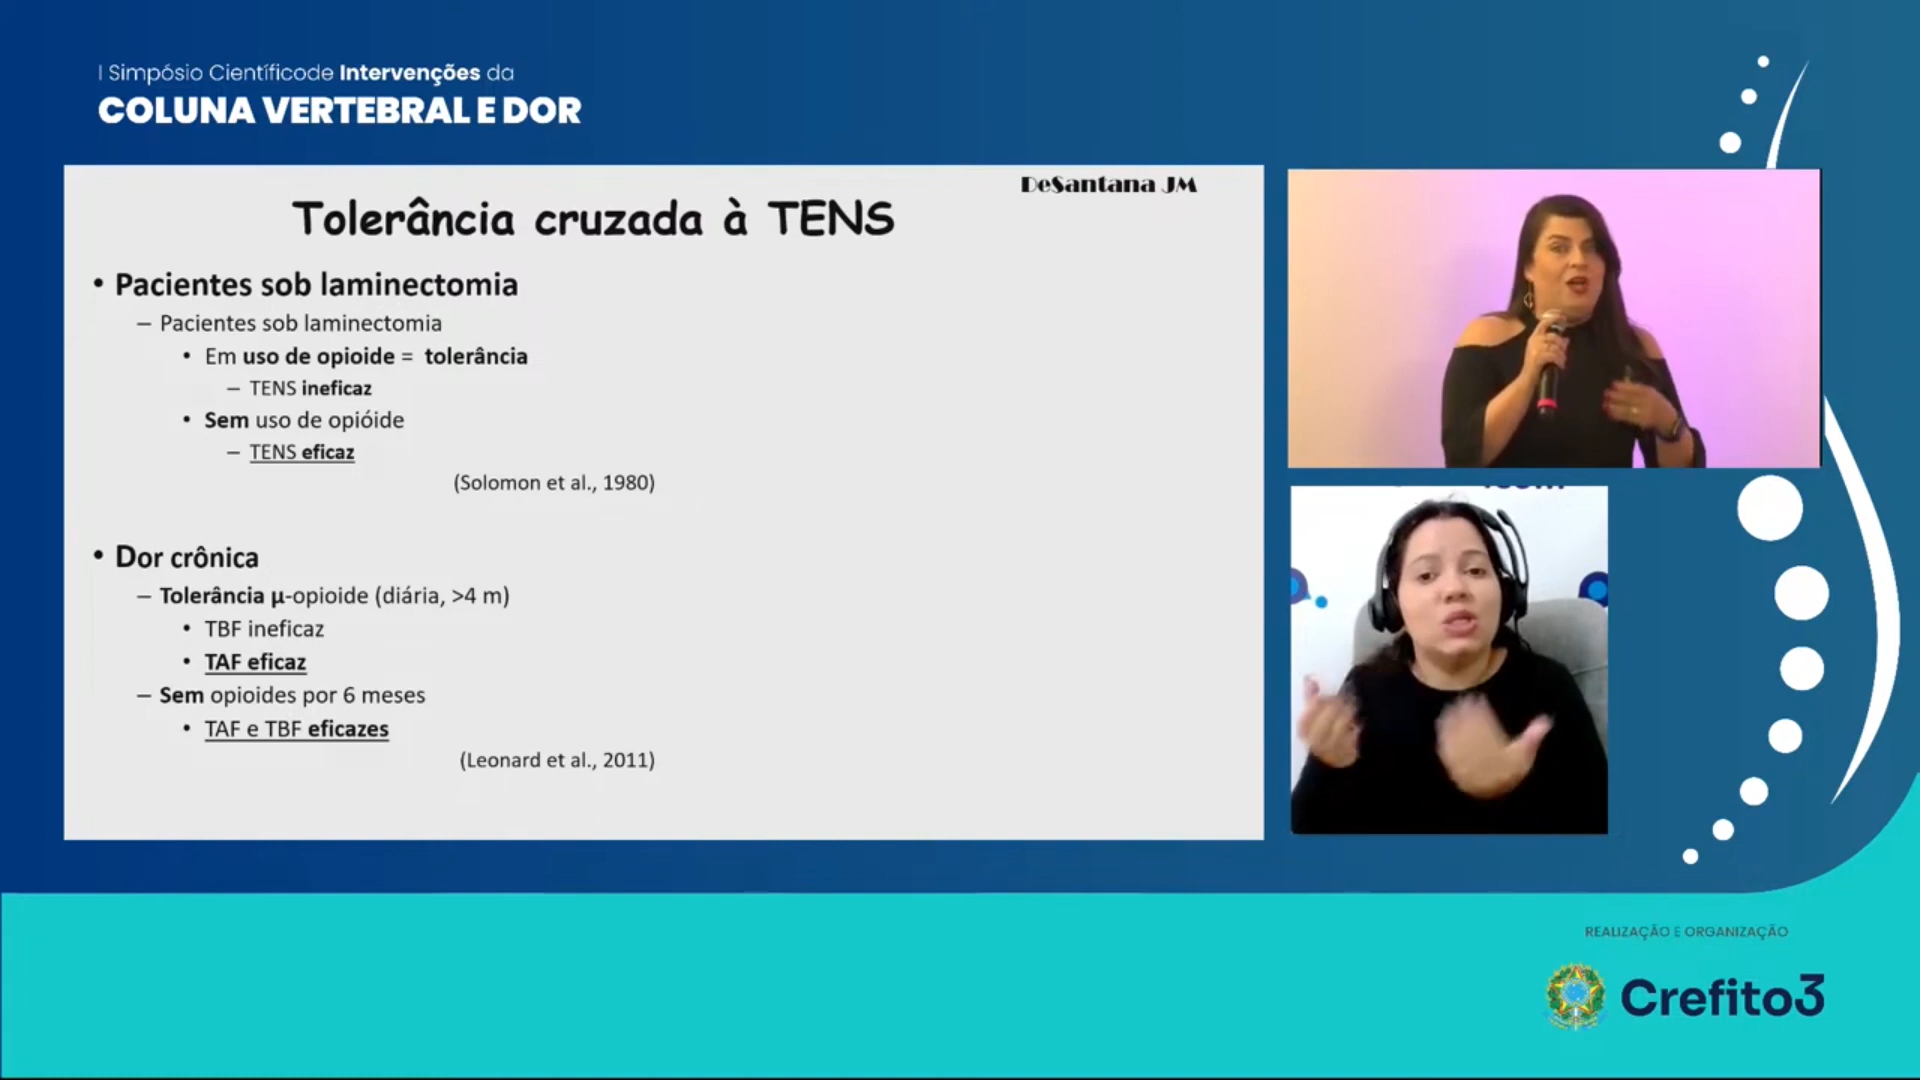 I Simpósio Científicode Intervenções da
COLUNA VERTEBRAL E DOR
DeSantana JM
Tolerância cruzada à TENS
• Pacientes sob laminectomia
– Pacientes sob laminectomia
• Em uso de opioide = tolerância
– TENS ineficaz
• Sem uso de opióide
– TENS eficaz
(Solomon et al., 1980)
• Dor crônica
– Tolerância µ-opioide (diária, >4 m)
• TBF ineficaz
• TAF eficaz
– Sem opioides por 6 meses
• TAF e TBF eficazes
(Leonard et al., 2011)
REALIZAÇÃO E ORGANIZAÇÃO
Crefito3